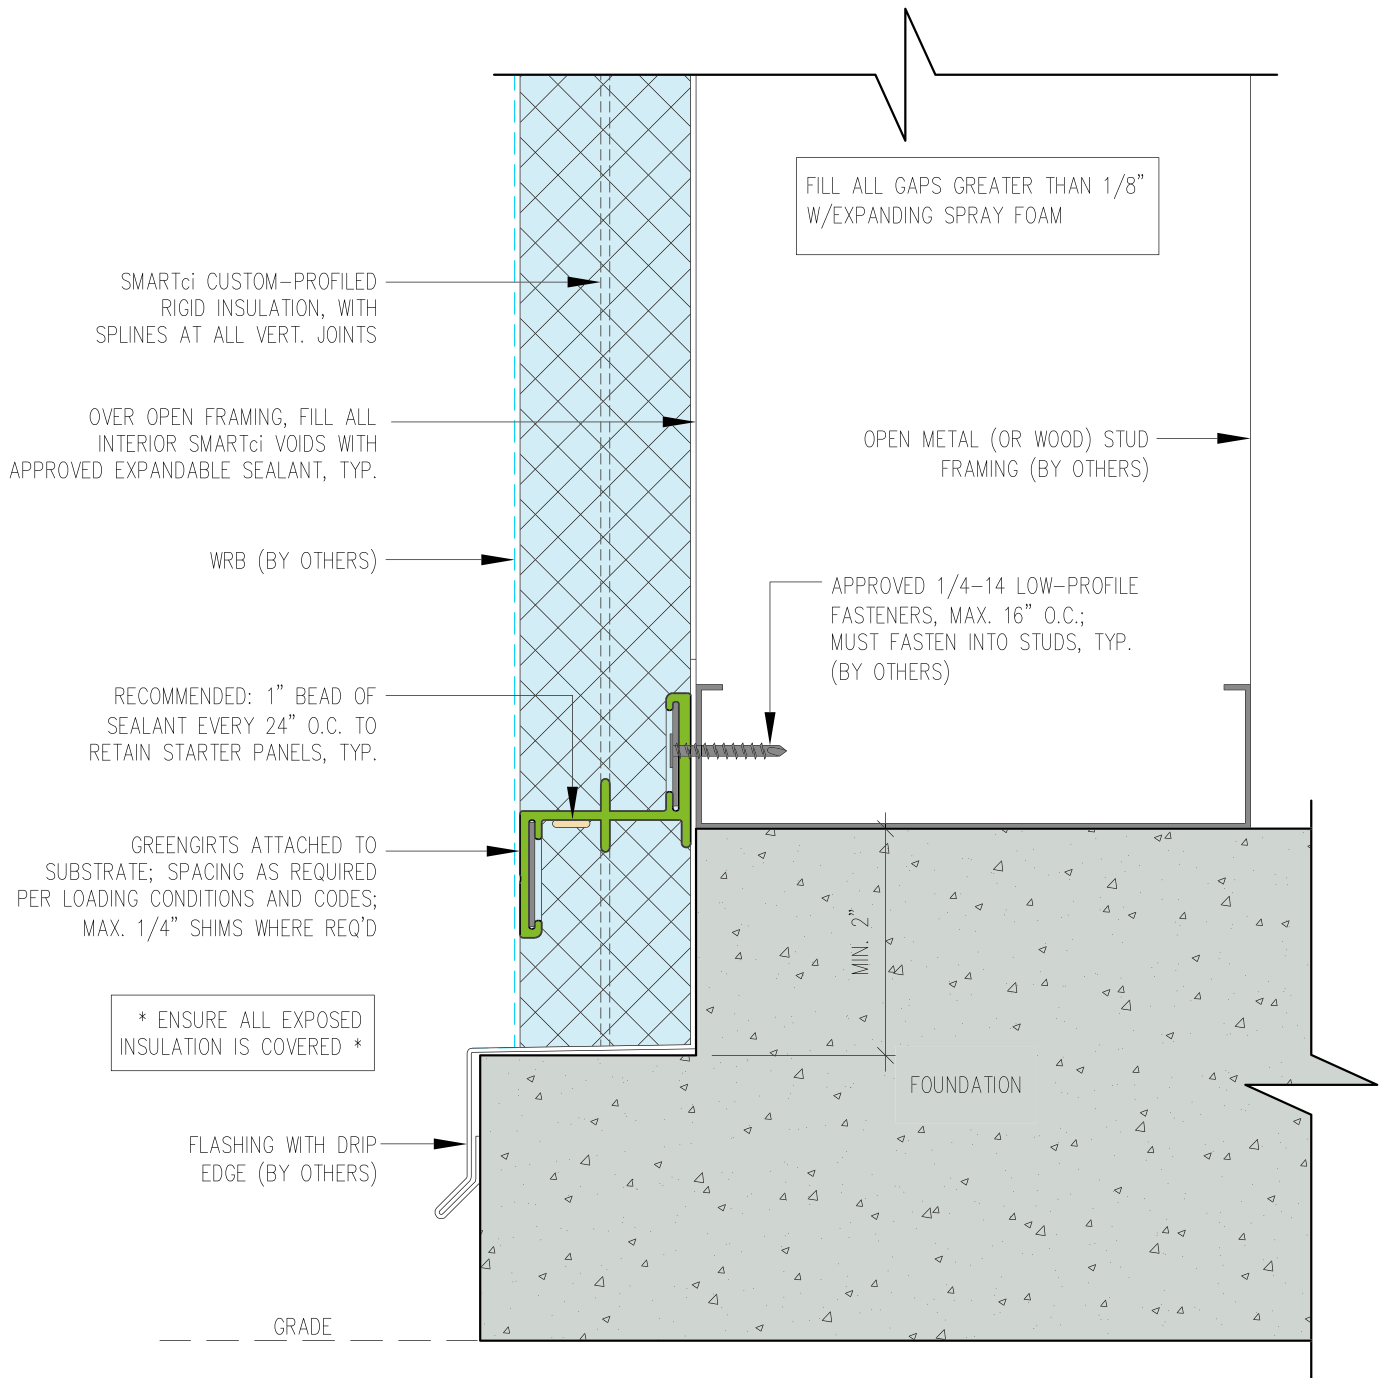 FILL ALL GAPS GREATER THAN 1/8”
W/EXPANDING SPRAY FOAM
SMARTci CUSTOM-PROFILED
RIGID INSULATION, WITH
SPLINES AT ALL VERT. JOINTS
OVER OPEN FRAMING, FILL ALL
INTERIOR SMARTci VOIDS WITH
APPROVED EXPANDABLE SEALANT, TYP.
OPEN METAL (OR WOOD) STUD
FRAMING (BY OTHERS)
WRB (BY OTHERS)
APPROVED 1/4-14 LOW-PROFILE
FASTENERS, MAX. 16” O.C.;
MUST FASTEN INTO STUDS, TYP.
(BY OTHERS)
RECOMMENDED: 1” BEAD OF
SEALANT EVERY 24” O.C. TO
RETAIN STARTER PANELS, TYP.
GREENGIRTS ATTACHED TO
SUBSTRATE; SPACING AS REQUIRED
PER LOADING CONDITIONS AND CODES;
MAX. 1/4” SHIMS WHERE REQ’D
MIN. 2”
* ENSURE ALL EXPOSED
INSULATION IS COVERED *
FOUNDATION
FLASHING WITH DRIP
EDGE (BY OTHERS)
GRADE